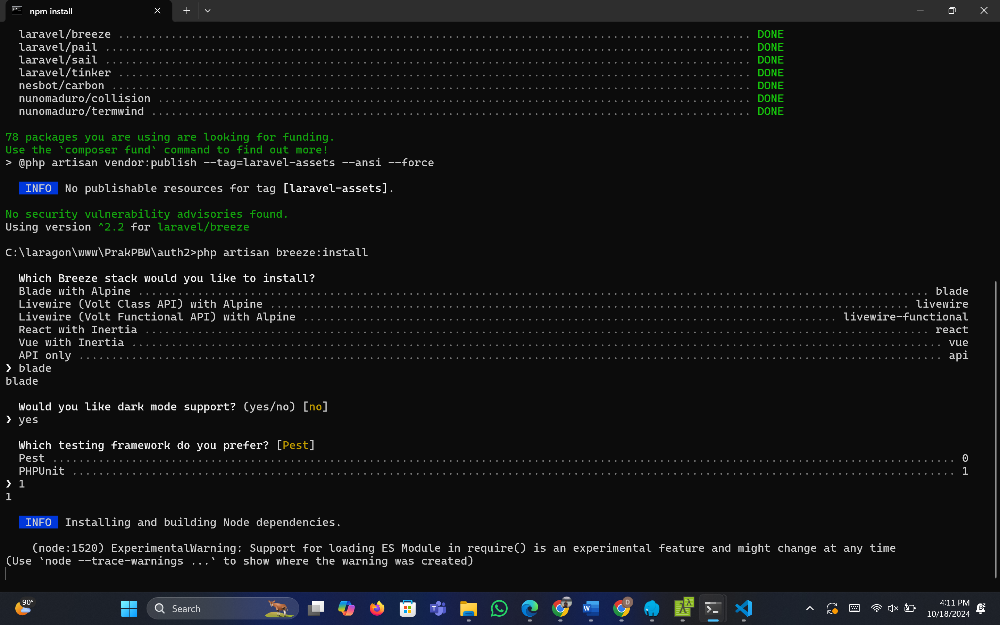 npm install
laravel/breeze ........ DONE
laravel/pail ........ DONE
laravel/sail ........ DONE
laravel/tinker ........ DONE
nesbot/carbon ........ DONE
nunomaduro/collision ........ DONE
nunomaduro/termwind ........ DONE
78 packages you are using are looking for funding.
Use the `composer fund` command to find out more!
> @php artisan vendor:publish --tag=laravel-assets --ansi --force
INFO No publishable resources for tag [laravel-assets].
No security vulnerability advisories found.
Using version ^2.2 for laravel/breeze
C:\laragon\www\PrakPBW\auth2>php artisan breeze:install
Which Breeze stack would you like to install?
Blade with Alpine ........ blade
Livewire (Volt Class API) with Alpine ........ livewire
Livewire (Volt Functional API) with Alpine ........ livewire-functional
React with Inertia ........ react
Vue with Inertia ........ vue
API only ........ api
❯ blade
blade
Would you like dark mode support? (yes/no) [no]
❯ yes
Which testing framework do you prefer? [Pest]
Pest ........ 0
PHPUnit ........ 1
❯ 1
1
INFO Installing and building Node dependencies.
(node:1520) ExperimentalWarning: Support for loading ES Module in require() is an experimental feature and might change at any time
(Use `node --trace-warnings ...` to show where the warning was created)
90°
Search
4:11 PM
10/18/2024